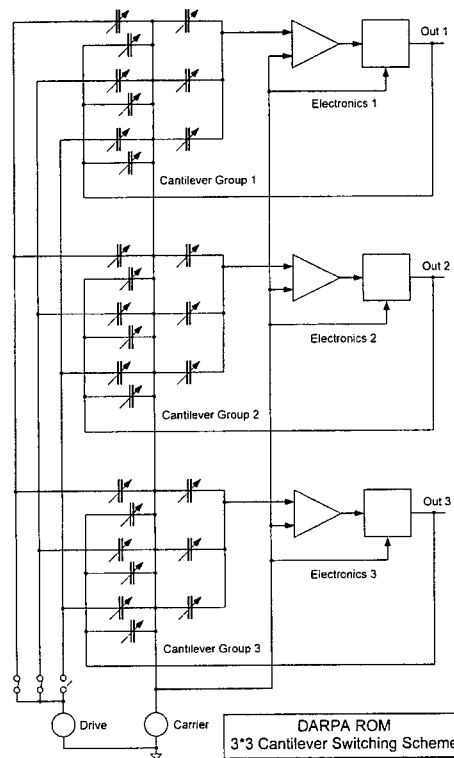 Out 1
Electronics 1
Cantilever Group 1
Out 2
Electronics 2
Cantilever Group 2
Out 3
Electronics 3
Cantilever Group 3
Drive
Carrier
DARPA ROM
3*3 Cantilever Switching Scheme